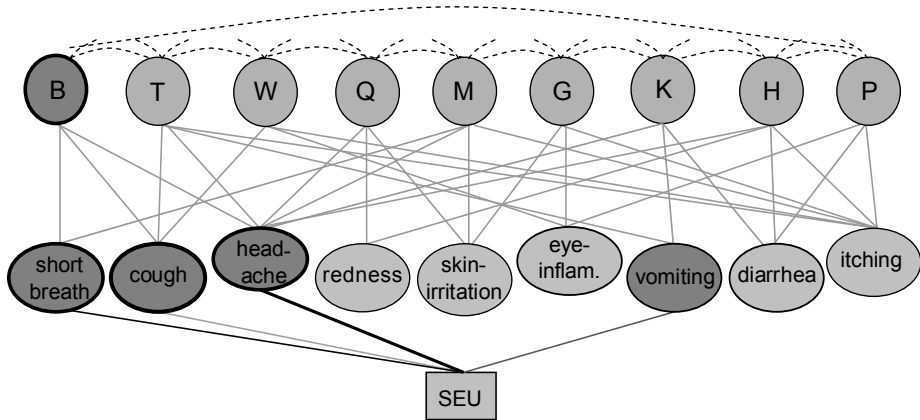 B
T
W
Q
M
G
K
H
P
short
breath
cough
head-
ache
redness
skin-
irritation
eye-
inflam.
vomiting
diarrhea
itching
SEU